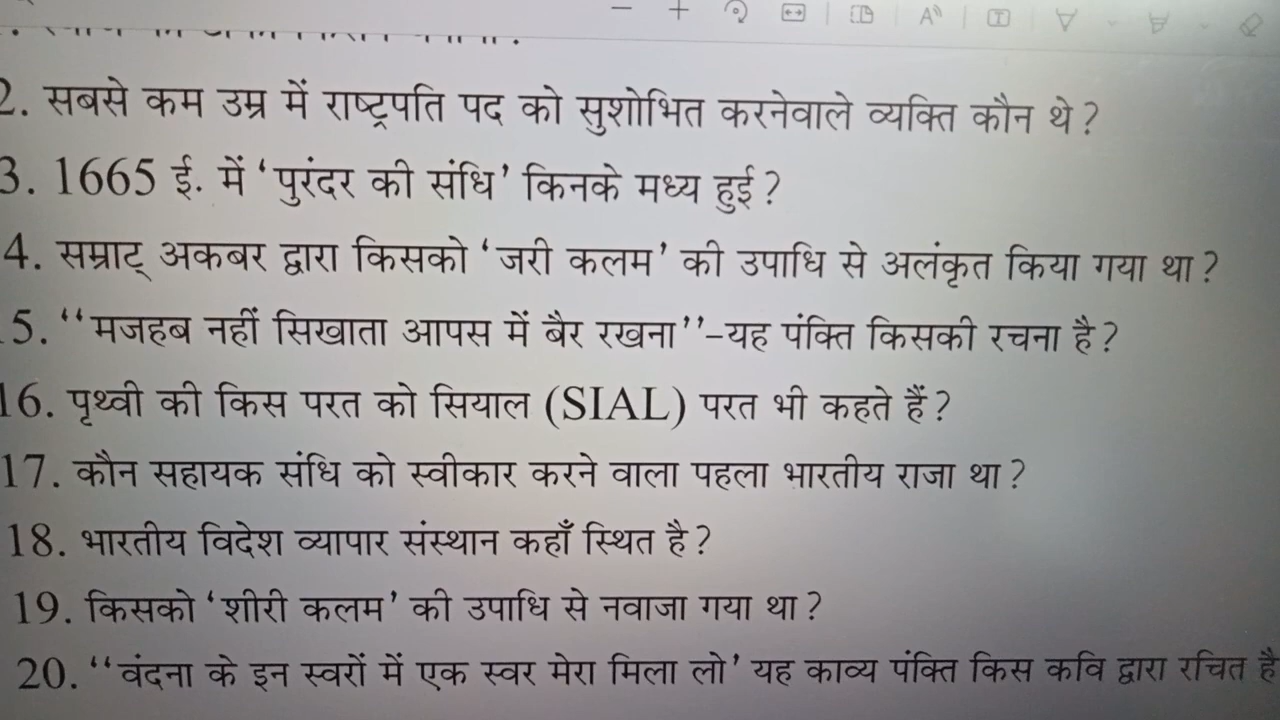 2. सबसे कम उम्र में राष्ट्रपति पद को सुशोभित करनेवाले व्यक्ति कौन थे?
3. 1665 ई. में ‘पुरंदर की संधि’ किनके मध्य हुई?
4. सम्राट् अकबर द्वारा किसको ‘जरी कलम’ की उपाधि से अलंकृत किया गया था?
5. ‘‘मजहब नहीं सिखाता आपस में बैर रखना’’–यह पंक्ति किसकी रचना है?
16. पृथ्वी की किस परत को सियाल (SIAL) परत भी कहते हैं?
17. कौन सहायक संधि को स्वीकार करने वाला पहला भारतीय राजा था?
18. भारतीय विदेश व्यापार संस्थान कहाँ स्थित है?
19. किसको ‘शीरी कलम’ की उपाधि से नवाजा गया था?
20. ‘‘वंदना के इन स्वरों में एक स्वर मेरा मिला लो’ यह काव्य पंक्ति किस कवि द्वारा रचित है